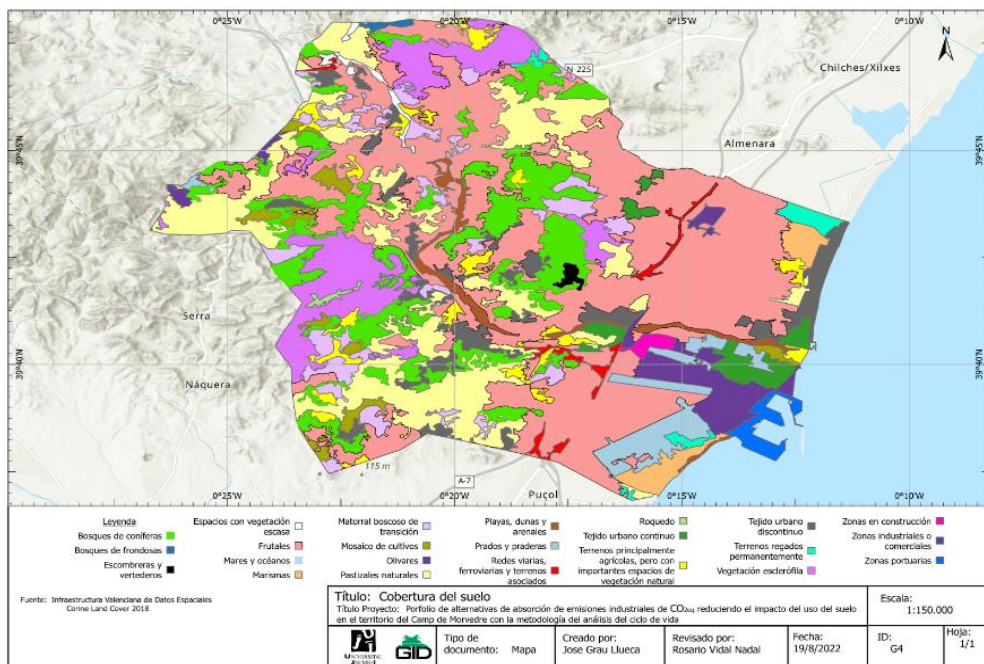 0°25'W 0°20'W 0°15'W 0°10'W
N
N-225
Chilches/Xilxes
39°45'N
Almenara
39°45'N
Serra
39°40'N
39°40'N
Náquera
115 m
A-7
Puçol
0°25'W 0°20'W 0°15'W 0°10'W
Leyenda
Bosques de coníferas
Bosques de frondosas
Escombreras y
vertederos
Espacios con vegetación
escasa
Frutales
Mares y océanos
Marismas
Matorral boscoso de
transición
Mosaico de cultivos
Olivares
Pastizales naturales
Playas, dunas y
arenales
Prados y praderas
Redes viarias,
ferroviarias y terrenos
asociados
Roquedo
Tejido urbano continuo
Terrenos principalmente
agrícolas, pero con
importantes espacios de
vegetación natural
Tejido urbano
discontinuo
Terrenos regados
permanentemente
Vegetación esclerófila
Zonas en construcción
Zonas industriales o
comerciales
Zonas portuarias
Fuente: Infraestructura Valenciana de Datos Espaciales
Corine Land Cover 2018
Título: Cobertura del suelo
Título Proyecto: Porfolio de alternativas de absorción de emisiones industriales de CO2eq reduciendo el impacto del uso del suelo
en el territorio del Camp de Morvedre con la metodología del análisis del ciclo de vida
Escala:
1:150.000
UNIVERSITAT
JAUME•I
GID
Tipo de
documento: Mapa
Creado por:
Jose Grau Llueca
Revisado por:
Rosario Vidal Nadal
Fecha:
19/8/2022
ID:
G4
Hoja:
1/1